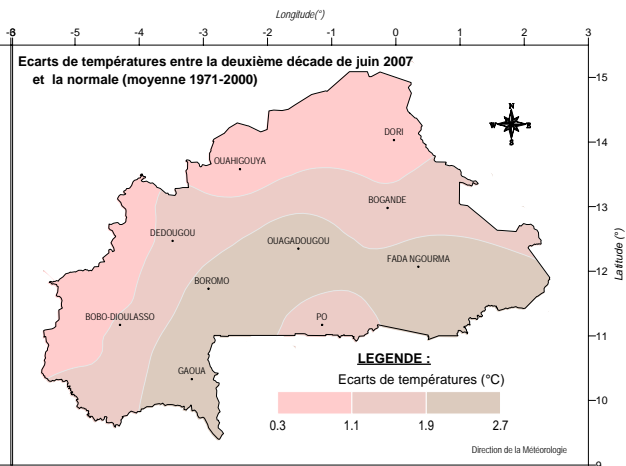 Longitude(°)
-8 -5 -4 -3 -2 -1 0 1 2 3
Ecarts de températures entre la deuxième décade de juin 2007
et la normale (moyenne 1971-2000)
15
N
W E
S
DORI
14
OUAHIGOUYA
BOGANDE
13
DEDOUGOU
OUAGADOUGOU
FADA NGOURMA
Latitude (°)
12
BOROMO
BOBO-DIOULASSO
PO
11
LEGENDE :
Ecarts de températures (°C)
GAOUA
10
0.3 1.1 1.9 2.7
Direction de la Météorologie
9